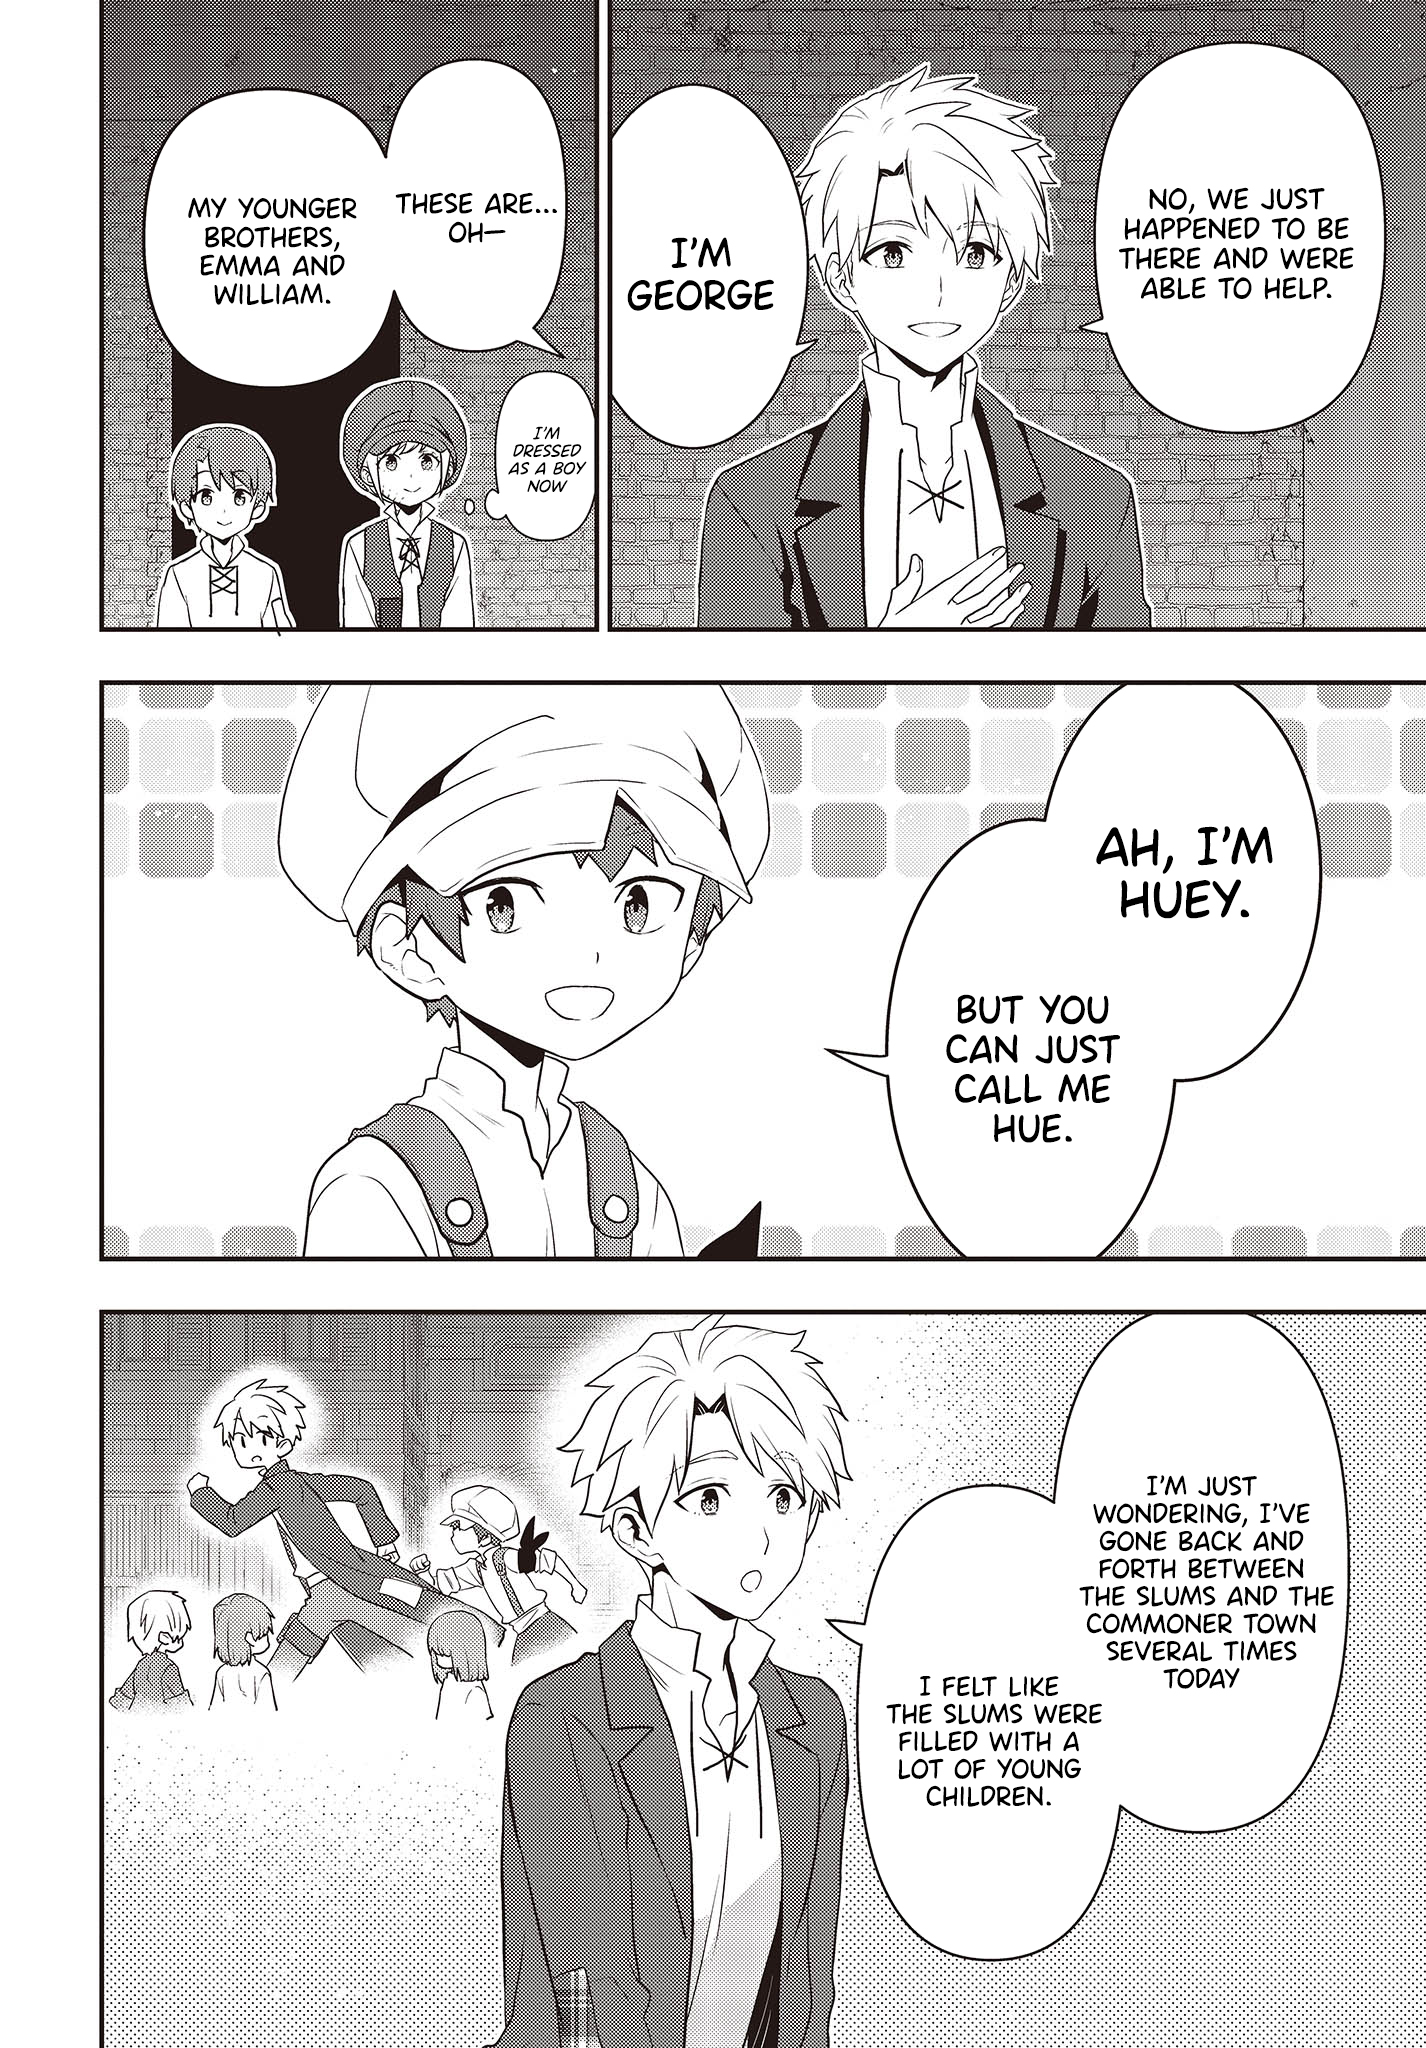 NO, WE JUST
HAPPENED TO BE
THERE AND WERE
ABLE TO HELP.
I'M
GEORGE
THESE ARE...
OH—
MY YOUNGER
BROTHERS,
EMMA AND
WILLIAM.
I'M
DRESSED
AS A BOY
NOW
AH, I'M
HUEY.
BUT YOU
CAN JUST
CALL ME
HUE.
I'M JUST
WONDERING, I'VE
GONE BACK AND
FORTH BETWEEN
THE SLUMS AND THE
COMMONER TOWN
SEVERAL TIMES
TODAY
I FELT LIKE
THE SLUMS WERE
FILLED WITH A
LOT OF YOUNG
CHILDREN.